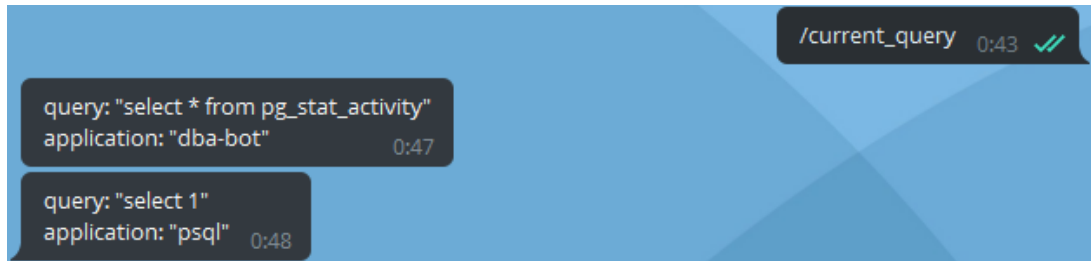 /current_query 0:43
query: "select * from pg_stat_activity"
application: "dba-bot" 0:47
query: "select 1"
application: "psql" 0:48